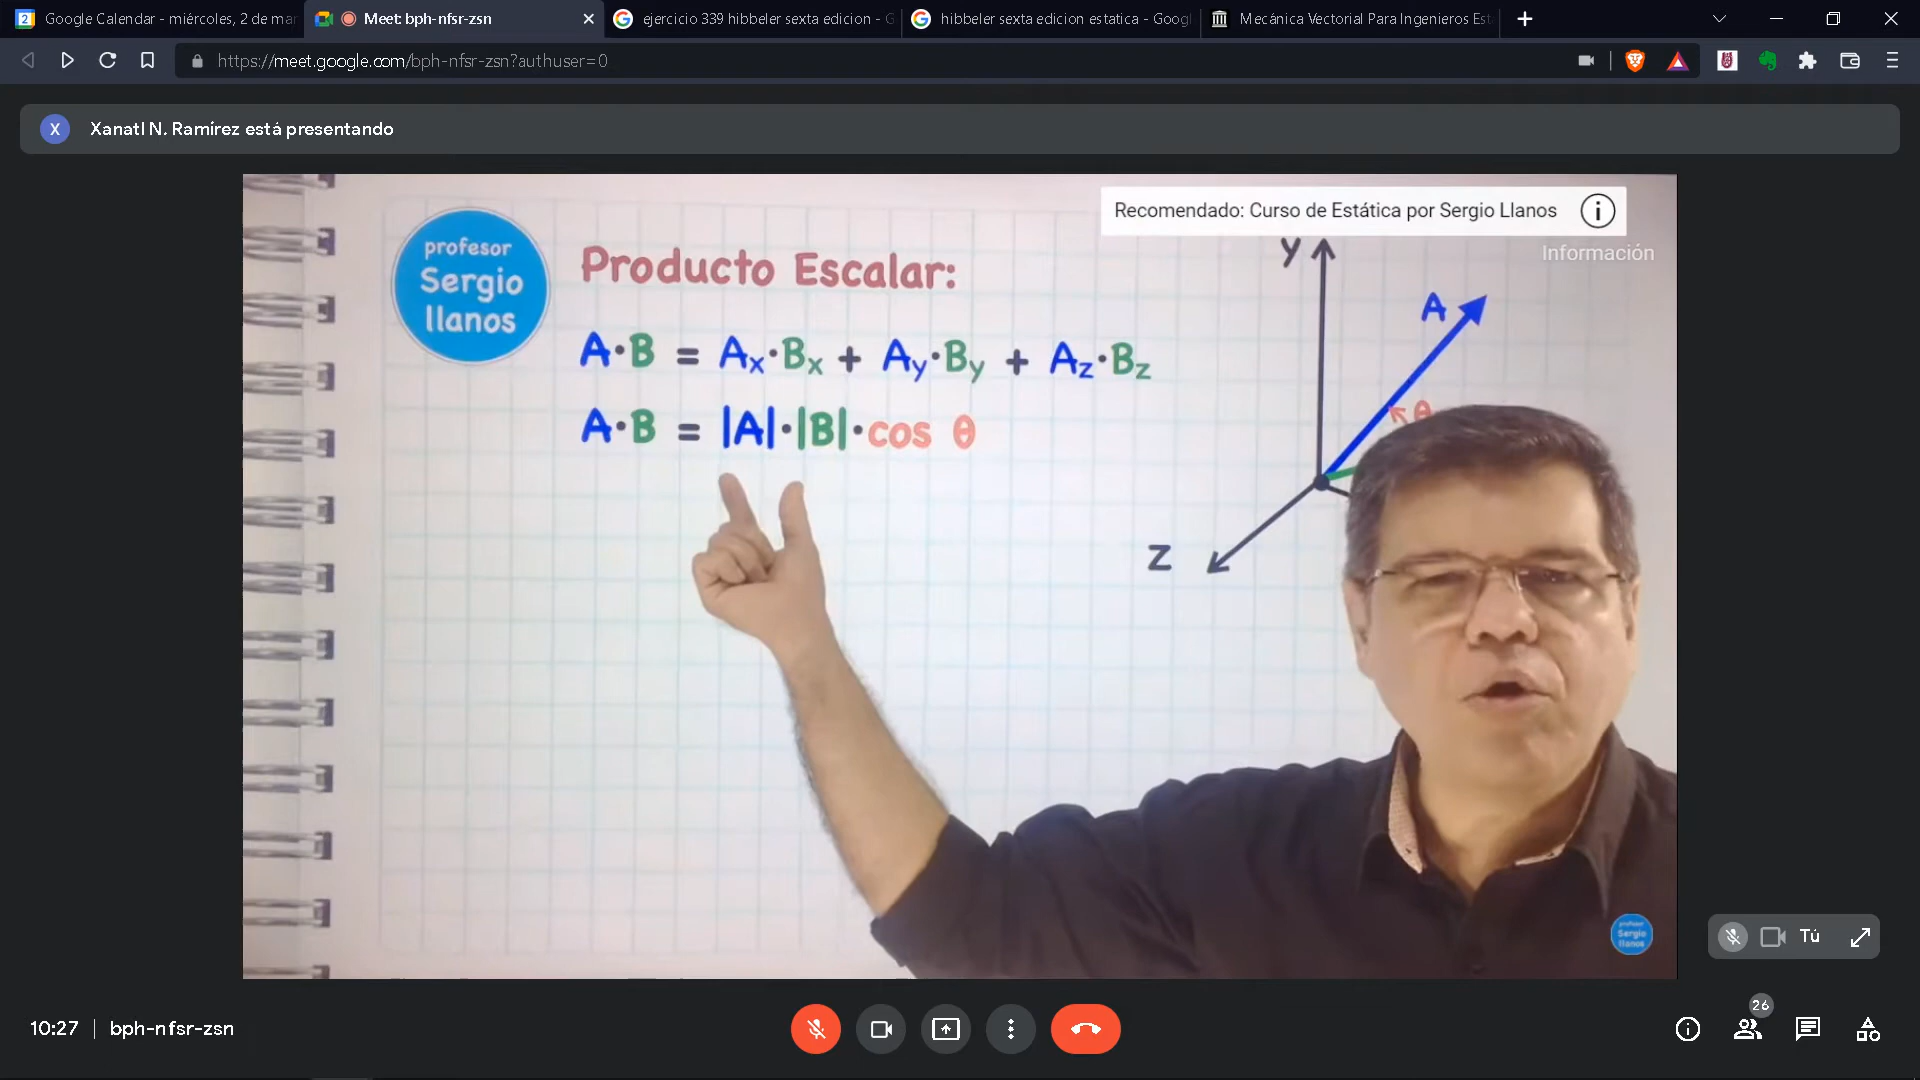 Google Calendar - miércoles, 2 de mar
Meet: bph-nfsr-zsn
ejercicio 339 hibbeler sexta edicion - G
hibbeler sexta edicion estatica - Googl
Mecánica Vectorial Para Ingenieros Est
https://meet.google.com/bph-nfsr-zsn?authuser=0
X
Xanatl N. Ramírez está presentando
Recomendado: Curso de Estática por Sergio Llanos
Información
profesor
Sergio
llanos
Producto Escalar:
A·B = Ax·Bx + Ay·By + Az·Bz
A·B = |A|·|B|·cos θ
y
A
θ
z
profesor
Sergio
llanos
Tú
10:27
bph-nfsr-zsn
26